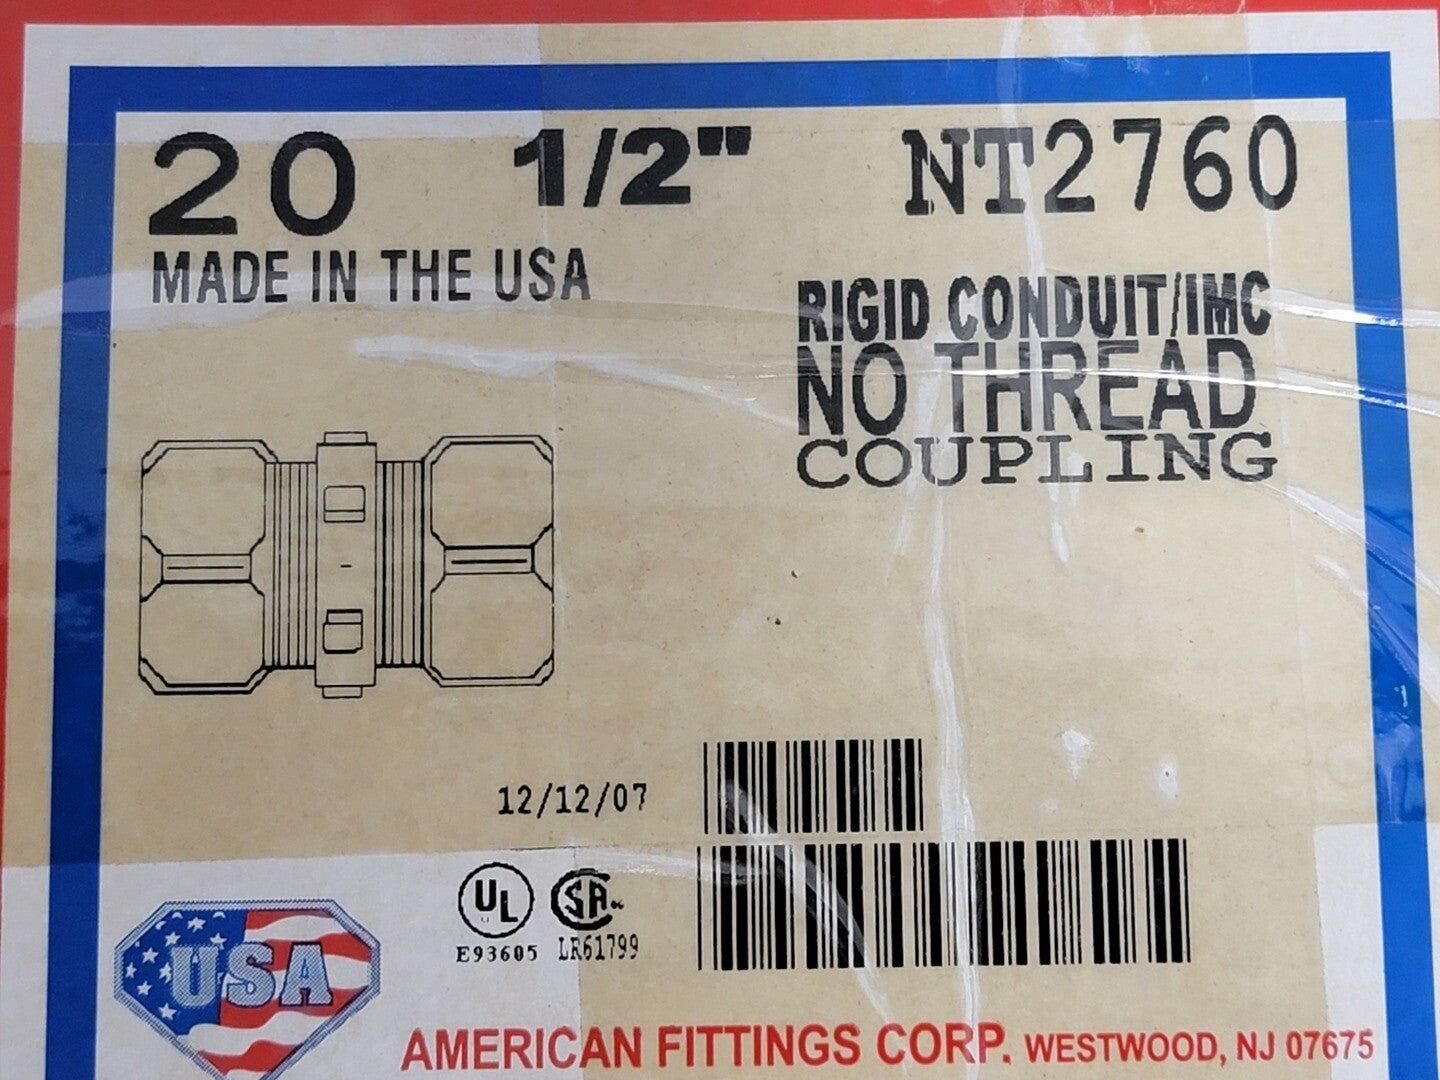 20 1/2" NT2760
MADE IN THE USA
RIGID CONDUIT/IMC
NO THREAD
COUPLING
12/12/07
UL SA
E93605 LR61799
USA
AMERICAN FITTINGS CORP. WESTWOOD, NJ 07675